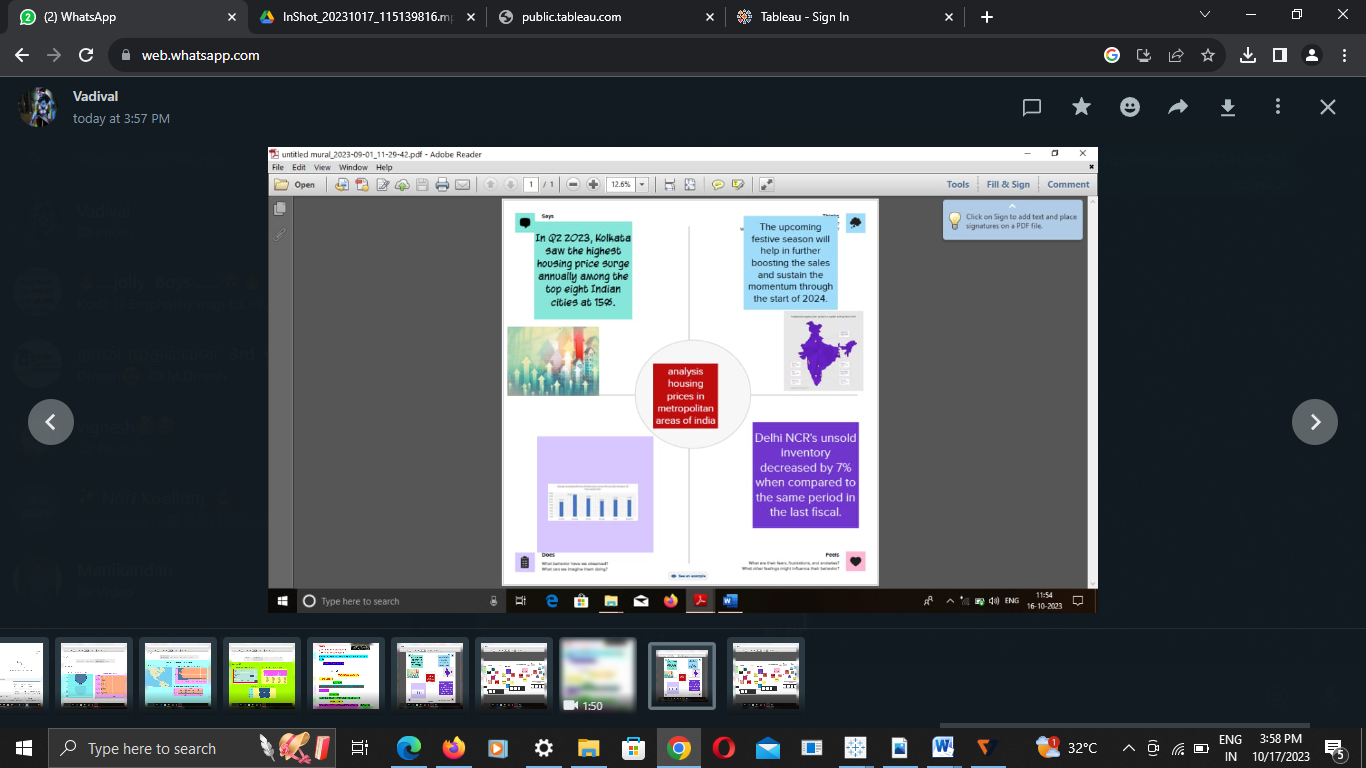 (2) WhatsApp
InShot_20231017_115139816.mp
public.tableau.com
Tableau - Sign In
web.whatsapp.com
Vadival
today at 3:57 PM
untitled mural_2023-09-01_11-29-42.pdf - Adobe Reader
File Edit View Window Help
Open
1 / 1
12.6%
Tools
Fill & Sign
Comment
Click on Sign to add text and place
signatures on a PDF file.
Says
In Q2 2023, Kolkata
saw the highest
housing price surge
annually among the
top eight Indian
cities at 15%.
Thinks
The upcoming
festive season will
help in further
boosting the sales
and sustain the
momentum through
the start of 2024.
analysis
housing
prices in
metropolitan
areas of india
Delhi NCR's unsold
inventory
decreased by 7%
when compared to
the same period in
the last fiscal.
Does
What behavior have we observed?
What can we imagine them doing?
Feels
What are their fears, frustrations, and anxieties?
What other feelings might influence their behavior?
See an example
Type here to search
ENG
11:54
16-10-2023
1:50
Type here to search
1
32°C
ENG
IN
3:58 PM
10/17/2023
5